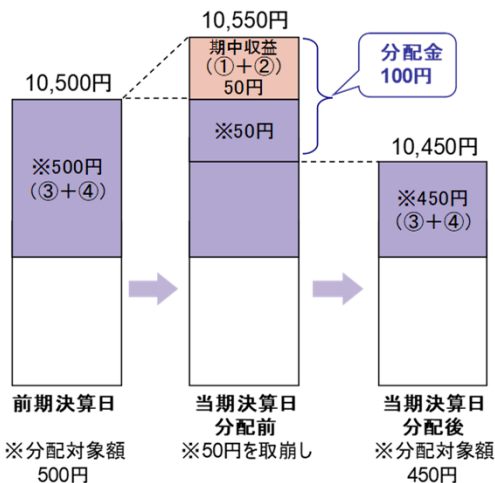 10,550円
期中収益
(①+②)
50円
分配金
100円
10,500円
※50円
10,450円
※500円
(③+④)
※450円
(③+④)
前期決算日
当期決算日
分配前
当期決算日
分配後
※分配対象額
500円
※50円を取崩し
※分配対象額
450円